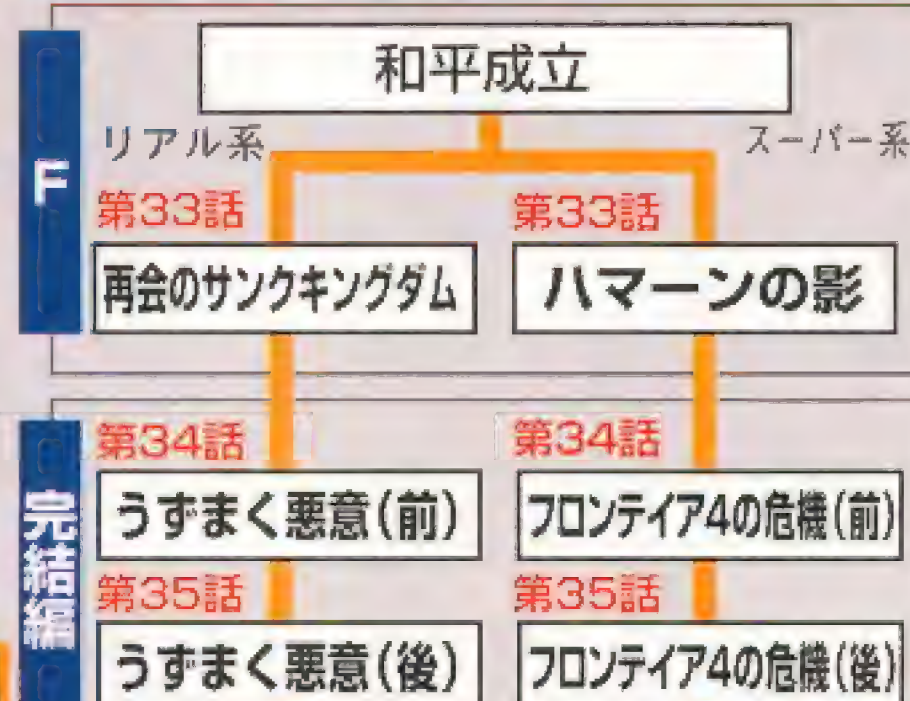 F
和平成立
リアル系
スーパー系
第33話
第33話
再会のサンクキングダム
ハマーンの影
完結編
第34話
第34話
うずまく悪意(前)
フロンテイア4の危機(前)
第35話
第35話
うずまく悪意(後)
フロンテイア4の危機(後)